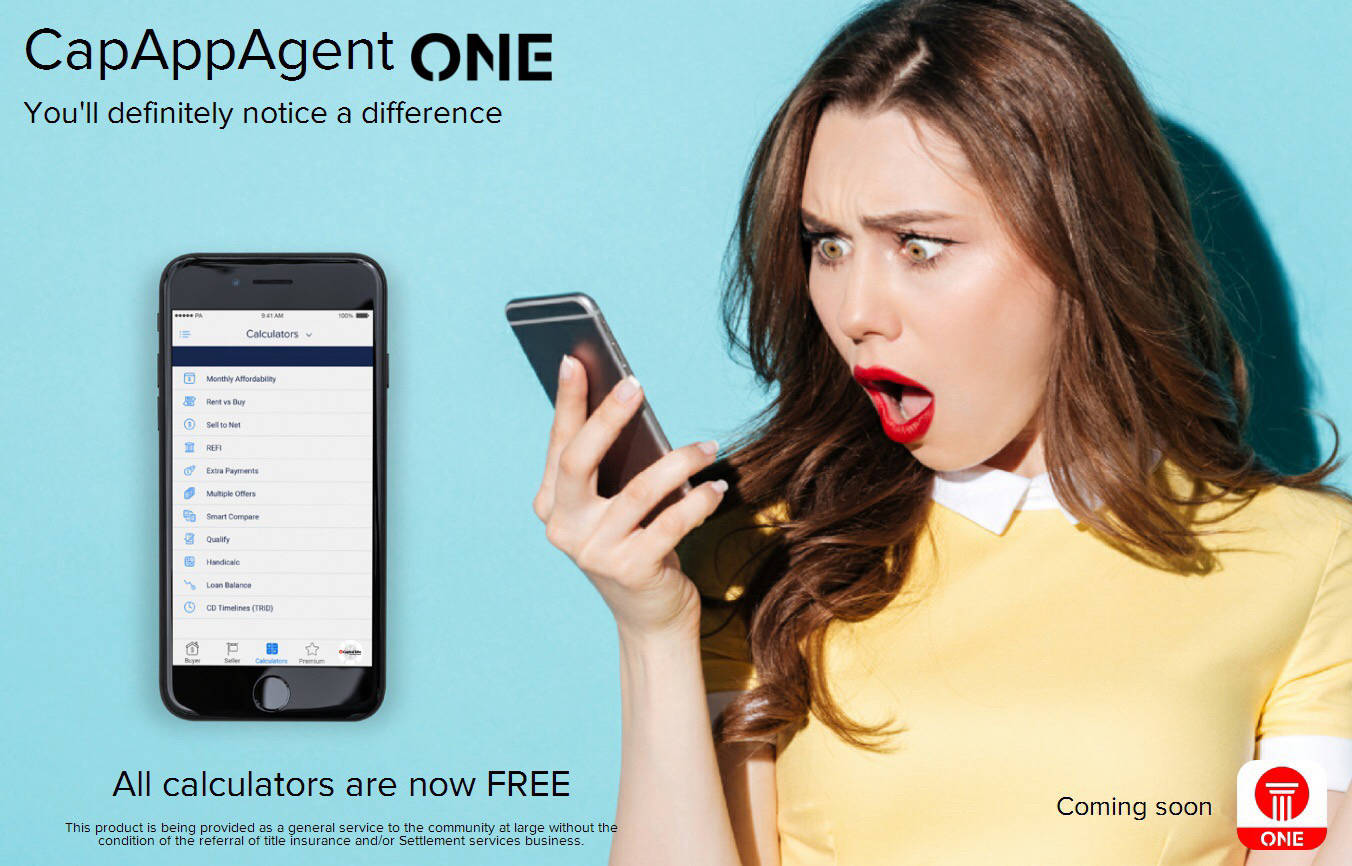 CapAppAgent ONE
You'll definitely notice a difference
PA 9:41 AM 100%
Calculators
Monthly Affordability
Rent vs Buy
Sell to Net
REFI
Extra Payments
Multiple Offers
Smart Compare
Qualify
Handicalc
Loan Balance
CD Timelines (TRID)
Buyer Seller Calculators Premium
All calculators are now FREE
This product is being provided as a general service to the community at large without the
condition of the referral of title insurance and/or Settlement services business.
Coming soon
ONE